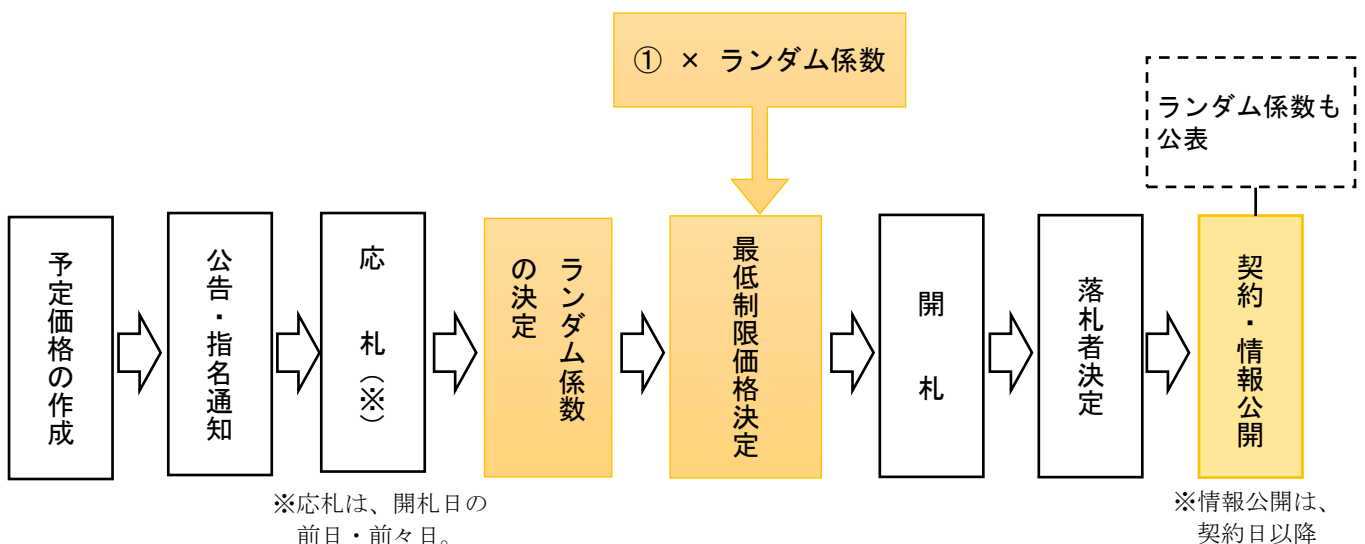 ① × ランダム係数
ランダム係数も
公表
予定価格の作成
公告・指名通知
応札(※)
ランダム係数
の決定
最低制限価格決定
開札
落札者決定
契約・情報公開
※応札は、開札日の
前日・前々日。
※情報公開は、
契約日以降